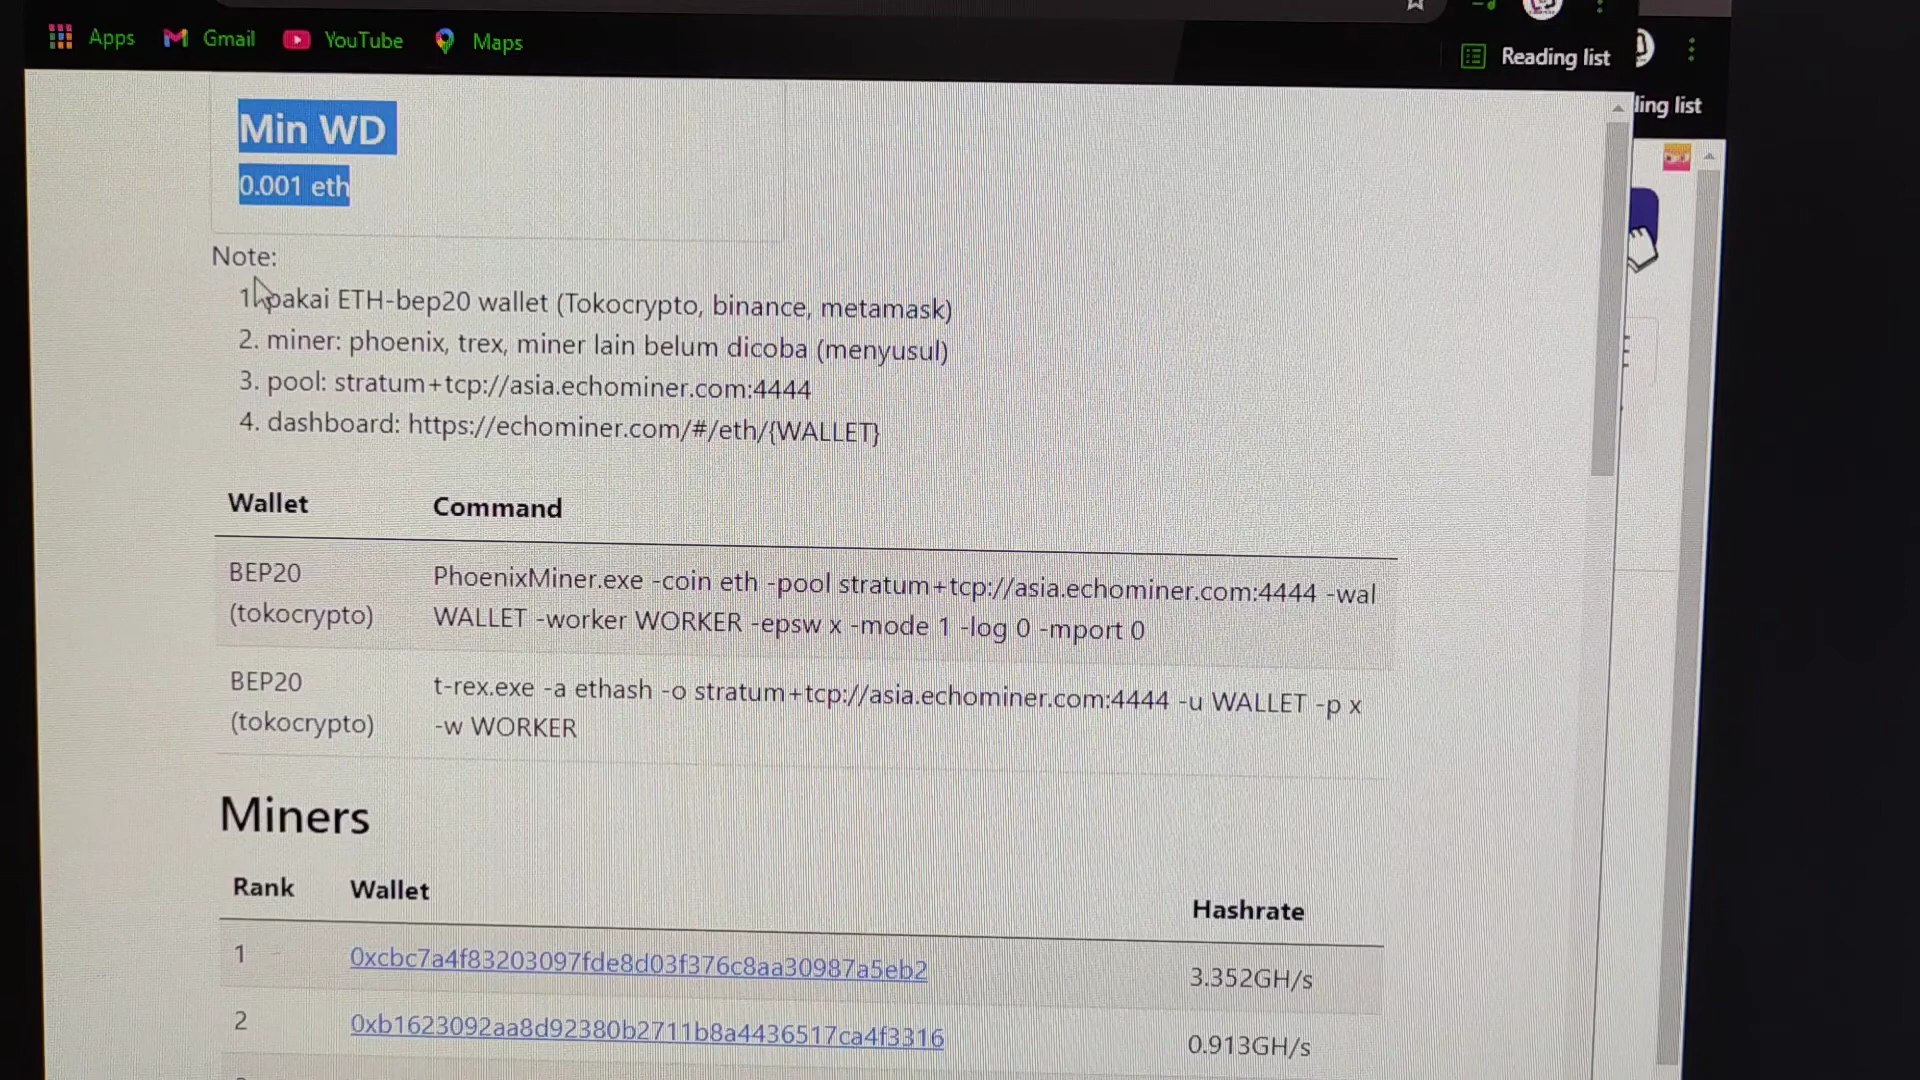 Apps Gmail YouTube Maps
Reading list
ling list
Min WD
0.001 eth
Note:
1. pakai ETH-bep20 wallet (Tokocrypto, binance, metamask)
2. miner: phoenix, trex, miner lain belum dicoba (menyusul)
3. pool: stratum+tcp://asia.echominer.com:4444
4. dashboard: https://echominer.com/#/eth/{WALLET}
Wallet Command
BEP20 (tokocrypto) PhoenixMiner.exe -coin eth -pool stratum+tcp://asia.echominer.com:4444 -wal
WALLET -worker WORKER -epsw x -mode 1 -log 0 -mport 0
BEP20 (tokocrypto) t-rex.exe -a ethash -o stratum+tcp://asia.echominer.com:4444 -u WALLET -p x
-w WORKER
Miners
Rank Wallet Hashrate
1 0xcbc7a4f83203097fde8d03f376c8aa30987a5eb2 3.352GH/s
2 0xb1623092aa8d92380b2711b8a4436517ca4f3316 0.913GH/s